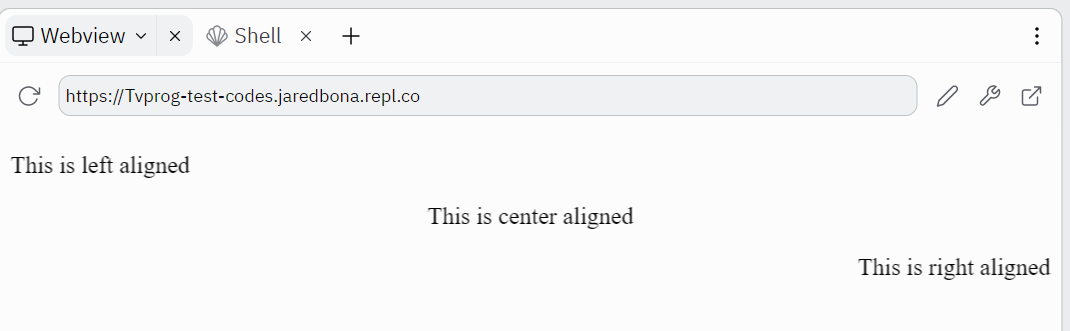 Webview Shell
https://Tvprog-test-codes.jaredbona.repl.co
This is left aligned
This is center aligned
This is right aligned